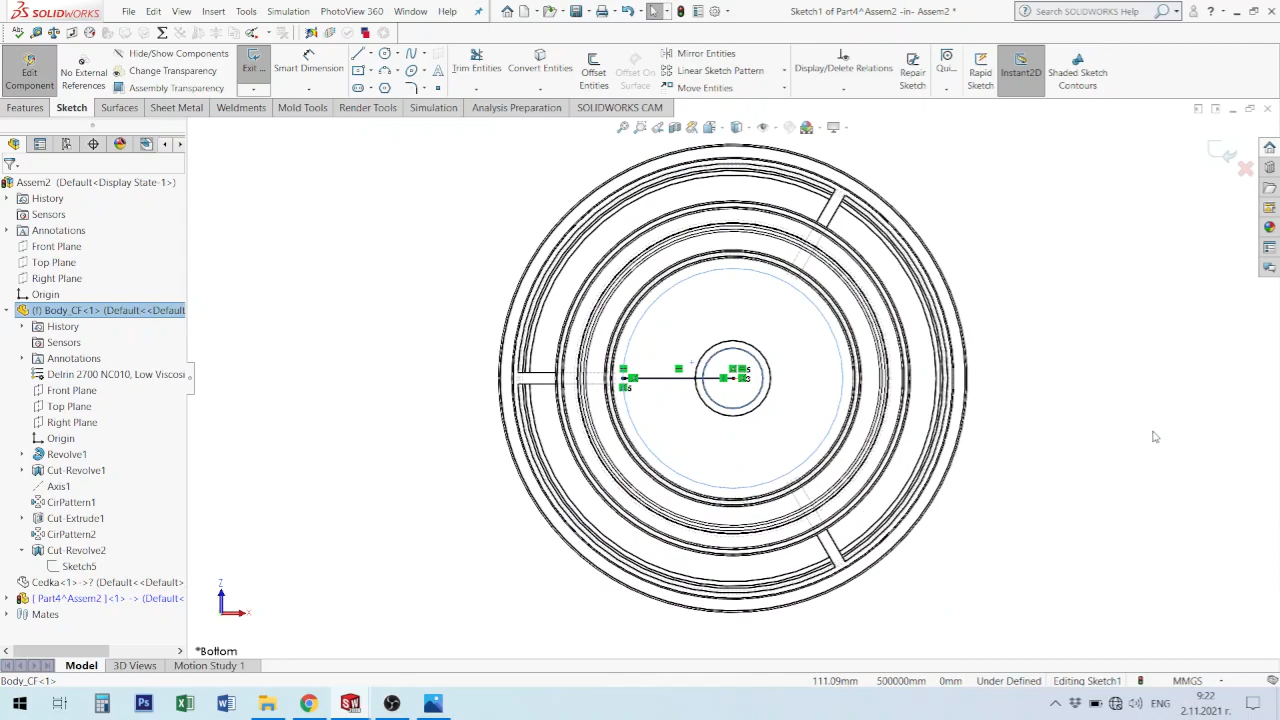 SOLIDWORKS
File Edit View Insert Tools Simulation PhotoView 360 Window Help
Sketch1 of Part4^Assem2 -in- Assem2 *
Search SOLIDWORKS Help
Edit Component
No External References
Hide/Show Components
Change Transparency
Assembly Transparency
Exit ...
Smart Dimension
Trim Entities
Convert Entities
Offset Entities
Offset On Surface
Mirror Entities
Linear Sketch Pattern
Move Entities
Display/Delete Relations
Repair Sketch
Qui...
Rapid Sketch
Instant2D
Shaded Sketch Contours
Features Sketch Surfaces Sheet Metal Weldments Mold Tools Render Tools Simulation Analysis Preparation SOLIDWORKS CAM
Assem2 (Default<Display State-1>)
History
Sensors
Annotations
Front Plane
Top Plane
Right Plane
Origin
(f) Body_CF<1> (Default<<Default
History
Sensors
Annotations
Delrin 2700 NC010, Low Viscosi
Front Plane
Top Plane
Right Plane
Origin
Revolve1
Cut-Revolve1
Axis1
CirPattern1
Cut-Extrude1
CirPattern2
Cut-Revolve2
Sketch5
Cedka<1>->? (Default<<Default>
[ Part4^Assem2 ]<1> -> (Default<
Mates
Z
X
*Bottom
Model 3D Views Motion Study 1
Body_CF<1> 111.09mm 500000mm 0mm Under Defined Editing Sketch1 MMGS
ENG
9:22
2.11.2021 г.